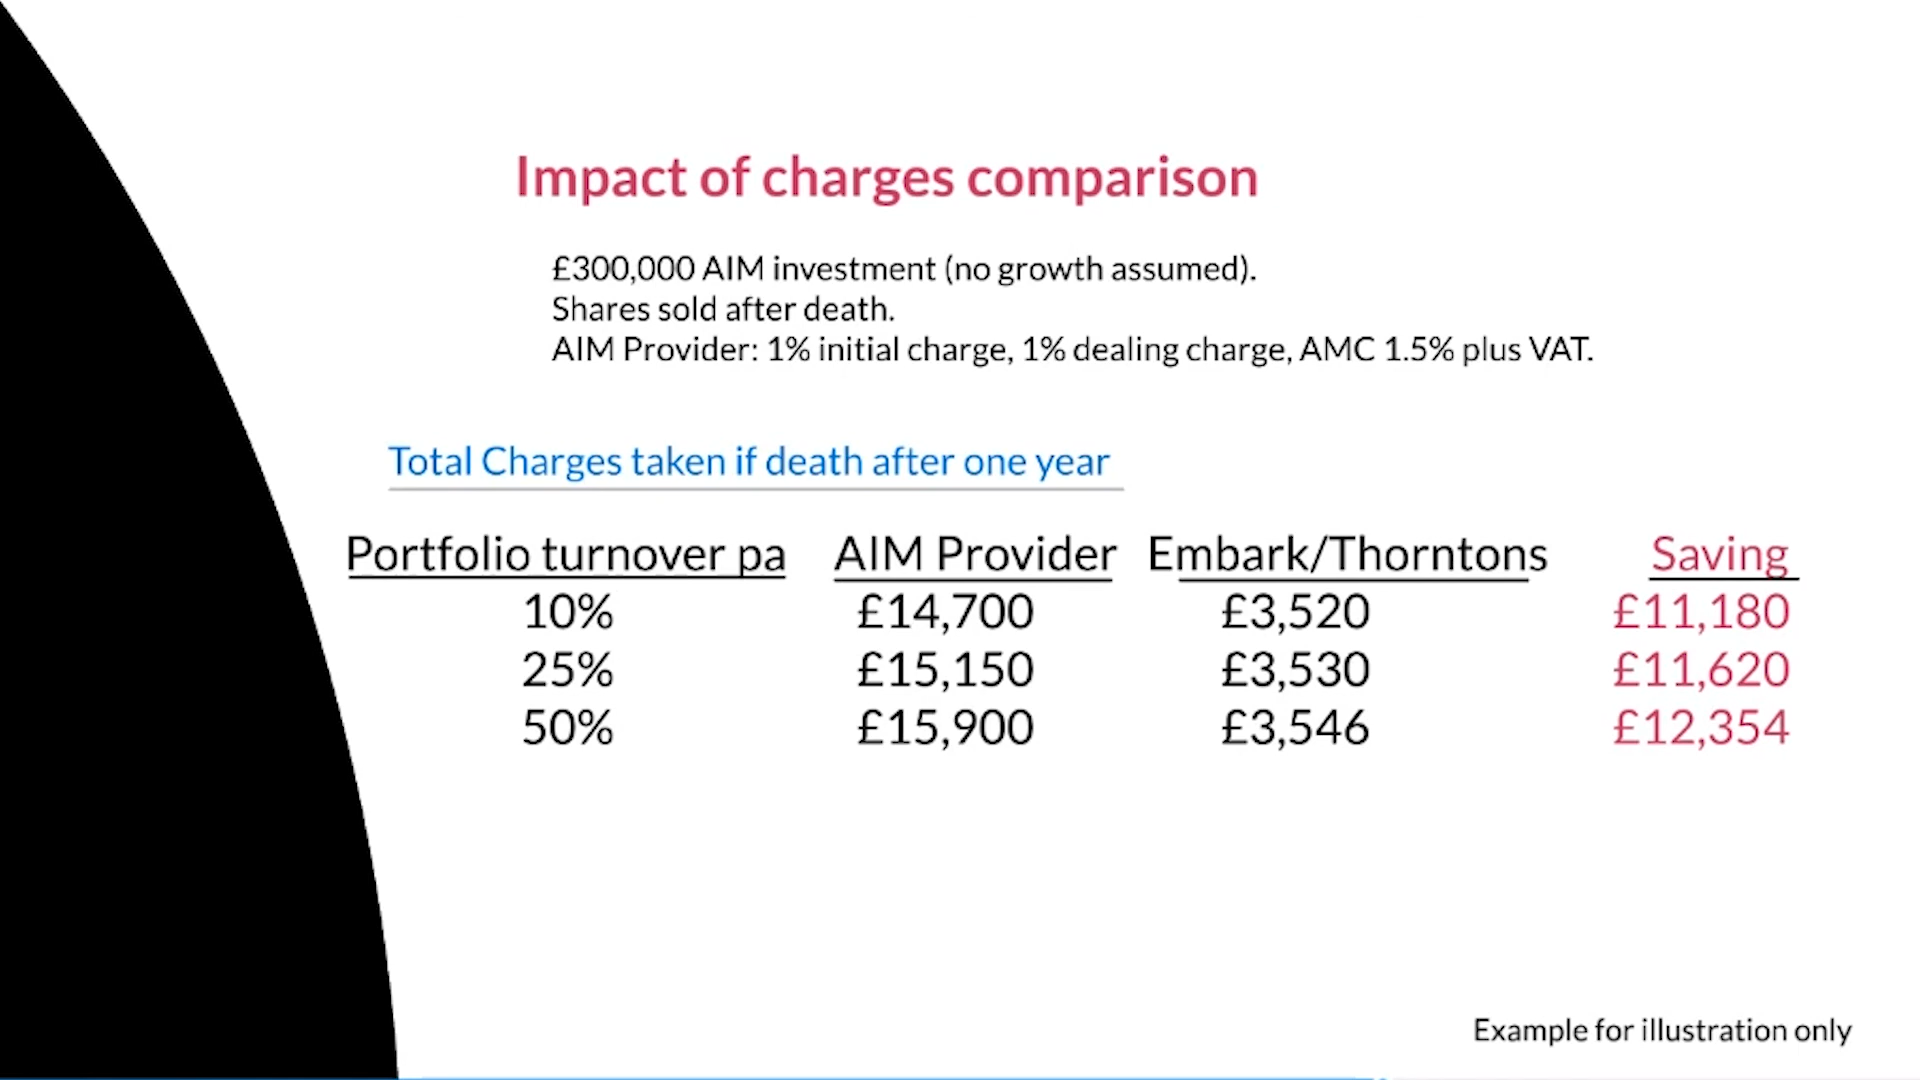 Impact of charges comparison
£300,000 AIM investment (no growth assumed).
Shares sold after death.
AIM Provider: 1% initial charge, 1% dealing charge, AMC 1.5% plus VAT.
Total Charges taken if death after one year
Portfolio turnover pa AIM Provider Embark/Thorntons Saving
10% £14,700 £3,520 £11,180
25% £15,150 £3,530 £11,620
50% £15,900 £3,546 £12,354
Example for illustration only